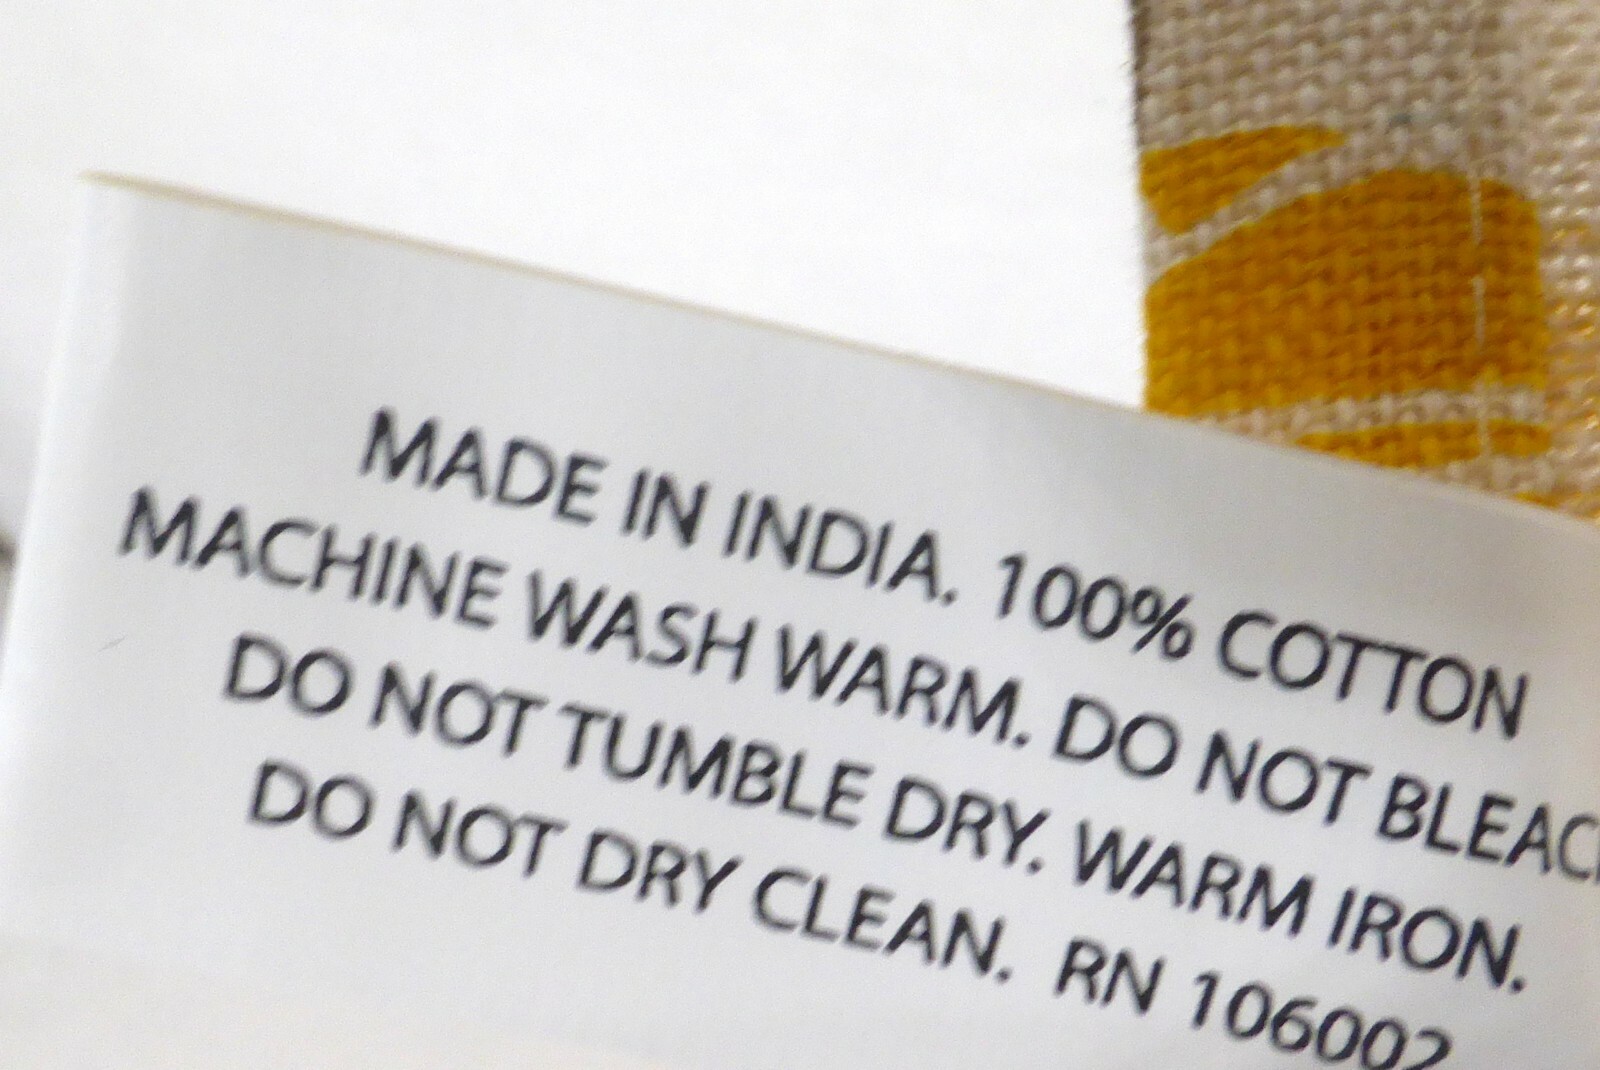 MADE IN INDIA. 100% COTTON
MACHINE WASH WARM. DO NOT BLEAC
DO NOT TUMBLE DRY. WARM IRON.
DO NOT DRY CLEAN. RN 106002